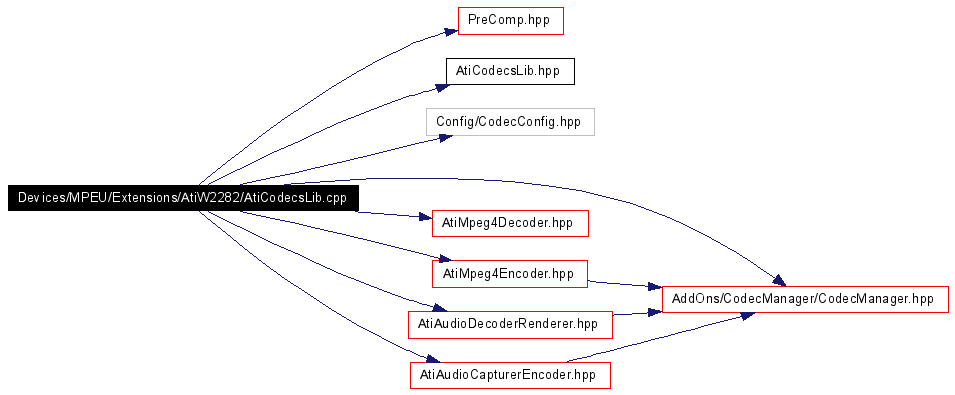 PreComp.hpp
AtiCodecsLib.hpp
Config/CodecConfig.hpp
Devices/MPEU/Extensions/AtiW2282/AtiCodecsLib.cpp
AtiMpeg4Decoder.hpp
AtiMpeg4Encoder.hpp
AddOns/CodecManager/CodecManager.hpp
AtiAudioDecoderRenderer.hpp
AtiAudioCapturerEncoder.hpp